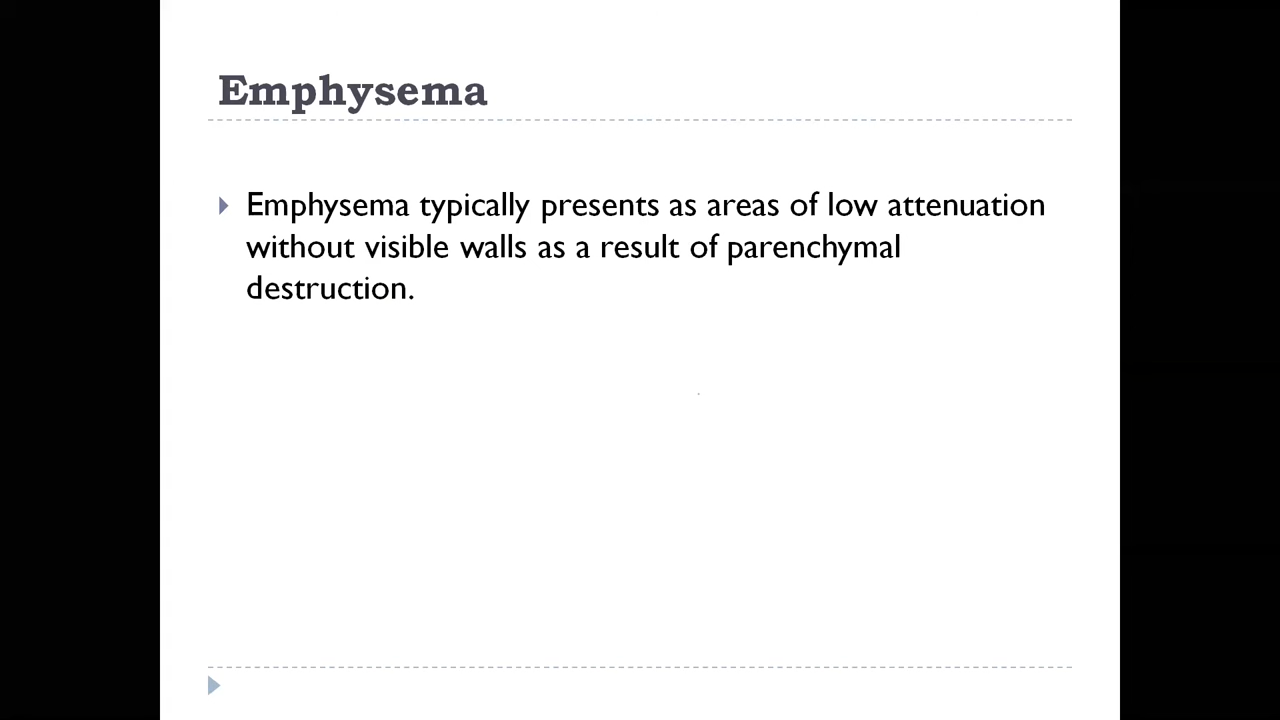 Emphysema
Emphysema typically presents as areas of low attenuation
without visible walls as a result of parenchymal
destruction.